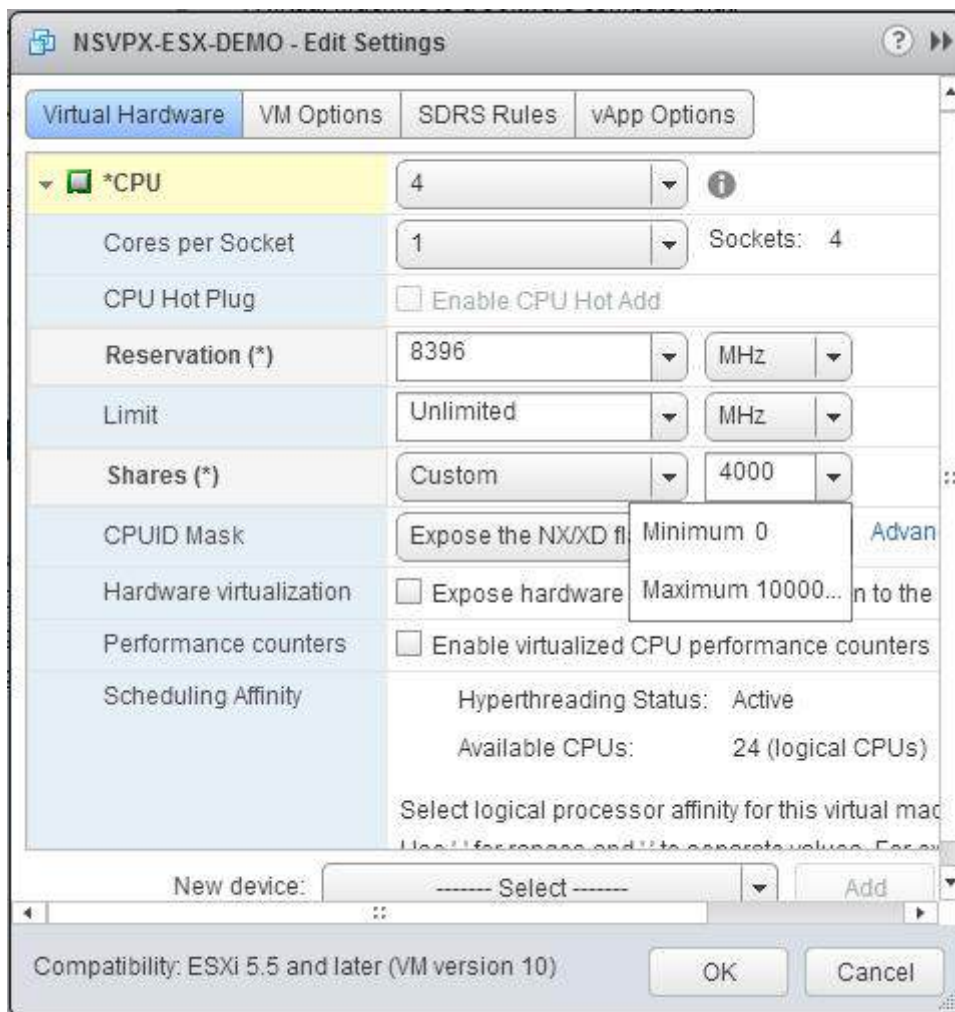 NSVPX-ESX-DEMO - Edit Settings ?
Virtual Hardware VM Options SDRS Rules vApp Options
*CPU 4
Cores per Socket 1 Sockets: 4
CPU Hot Plug Enable CPU Hot Add
Reservation (*) 8396 MHz
Limit Unlimited MHz
Shares (*) Custom 4000
Minimum 0
CPUID Mask Expose the NX/XD fl Advan
Maximum 10000...
Hardware virtualization Expose hardware n to the
Performance counters Enable virtualized CPU performance counters
Scheduling Affinity Hyperthreading Status: Active
Available CPUs: 24 (logical CPUs)
Select logical processor affinity for this virtual mac
New device: ------- Select ------- Add
Compatibility: ESXi 5.5 and later (VM version 10) OK Cancel